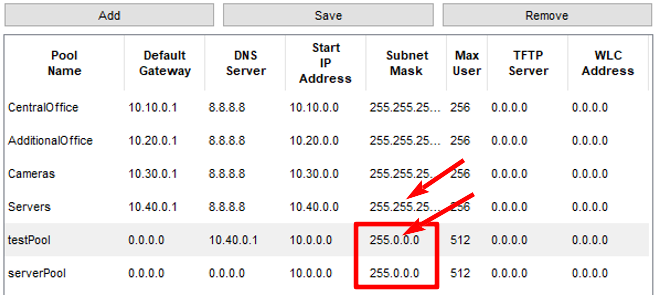 Add Save Remove
Pool Name Default Gateway DNS Server Start IP Address Subnet Mask Max User TFTP Server WLC Address
CentralOffice 10.10.0.1 8.8.8.8 10.10.0.0 255.255.25... 256 0.0.0.0 0.0.0.0
AdditionalOffice 10.20.0.1 8.8.8.8 10.20.0.0 255.255.25... 256 0.0.0.0 0.0.0.0
Cameras 10.30.0.1 8.8.8.8 10.30.0.0 255.255.25... 256 0.0.0.0 0.0.0.0
Servers 10.40.0.1 8.8.8.8 10.40.0.0 255.255.25... 256 0.0.0.0 0.0.0.0
testPool 0.0.0.0 10.40.0.1 10.0.0.0 255.0.0.0 512 0.0.0.0 0.0.0.0
serverPool 0.0.0.0 0.0.0.0 10.0.0.0 255.0.0.0 512 0.0.0.0 0.0.0.0